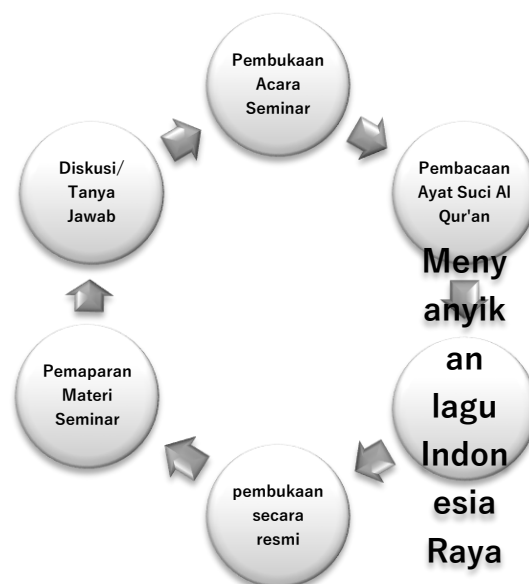 Pembukaan
Acara
Seminar
Pembacaan
Ayat Suci Al
Qur'an
Meny
anyik
an
lagu
Indon
esia
Raya
pembukaan
secara
resmi
Pemaparan
Materi
Seminar
Diskusi/
Tanya
Jawab